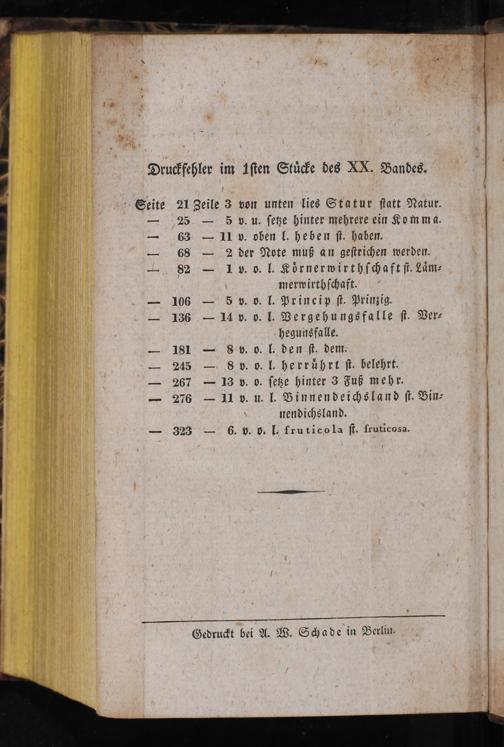 Druckfehler im 1sten Stücke des XX. Bandes.
Seite 21 Zeile 3 von unten lies Statur statt Natur.
— 25 — 5 v. u. setze hinter mehrere ein Komma.
— 63 — 11 v. oben l. heben st. haben.
— 68 — 2 der Note muß an gestrichen werden.
— 82 — 1 v. o. l. Körnerwirthschaft st. Läm-
merwirthschaft.
— 106 — 5 v. o. l. Princip st. Prinzig.
— 136 — 14 v. o. l. Vergehungsfalle st. Ver-
hegunsfalle.
— 181 — 8 v. o. l. den st. dem.
— 245 — 8 v. o. l. herrührt st. belehrt.
— 267 — 13 v. o. setze hinter 3 Fuß mehr.
— 276 — 11 v. u. l. Binnendeichsland st. Bin-
nendichsland.
— 323 — 6. v. o. l. fruticola st. fruticosa.
Gedruckt bei A. W. Schade in Berlin.